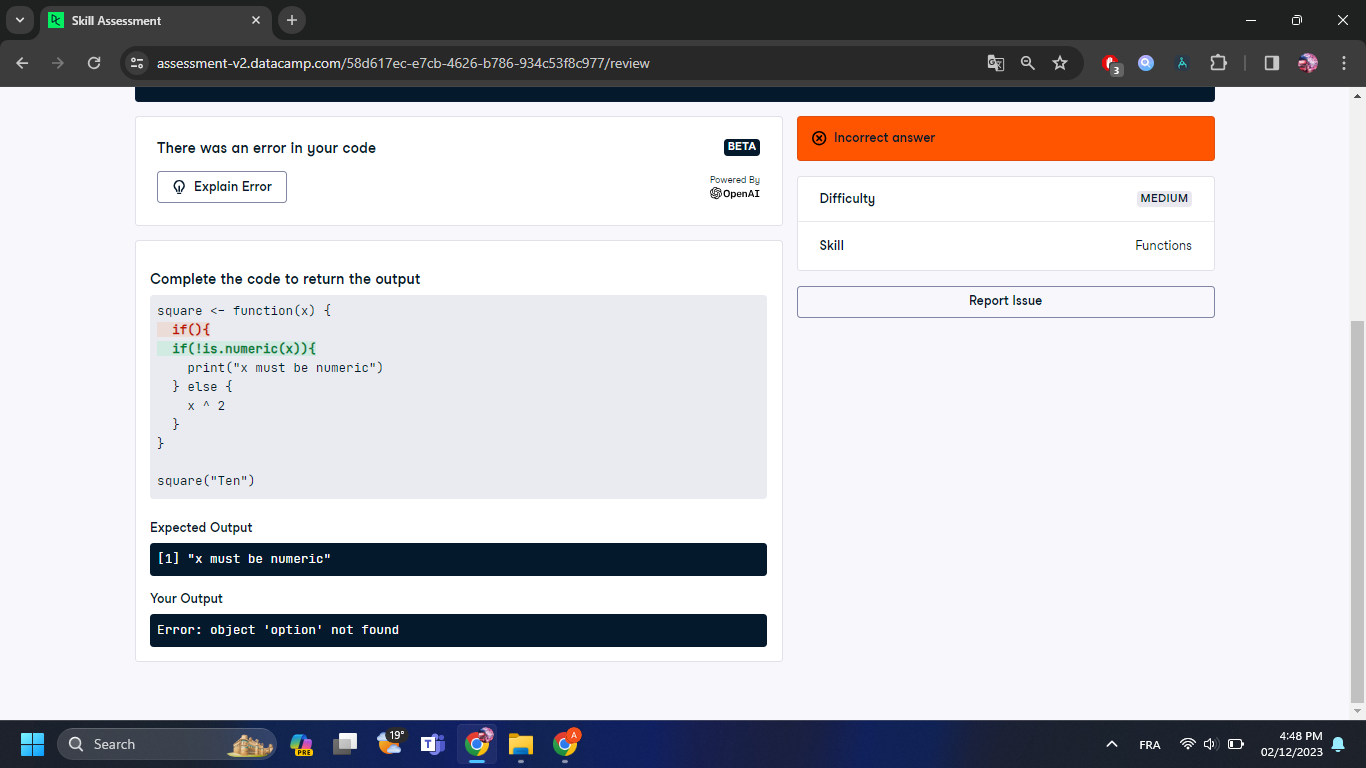 Skill Assessment
assessment-v2.datacamp.com/58d617ec-e7cb-4626-b786-934c53f8c977/review
3
There was an error in your code
BETA
Explain Error
Powered By
OpenAI
Incorrect answer
Difficulty
MEDIUM
Skill
Functions
Report Issue
Complete the code to return the output
square <- function(x) {
if(){
if(!is.numeric(x)){
print("x must be numeric")
} else {
x ^ 2
}
}
square("Ten")
Expected Output
[1] "x must be numeric"
Your Output
Error: object 'option' not found
Search
PRE
19°
A
FRA
4:48 PM
02/12/2023